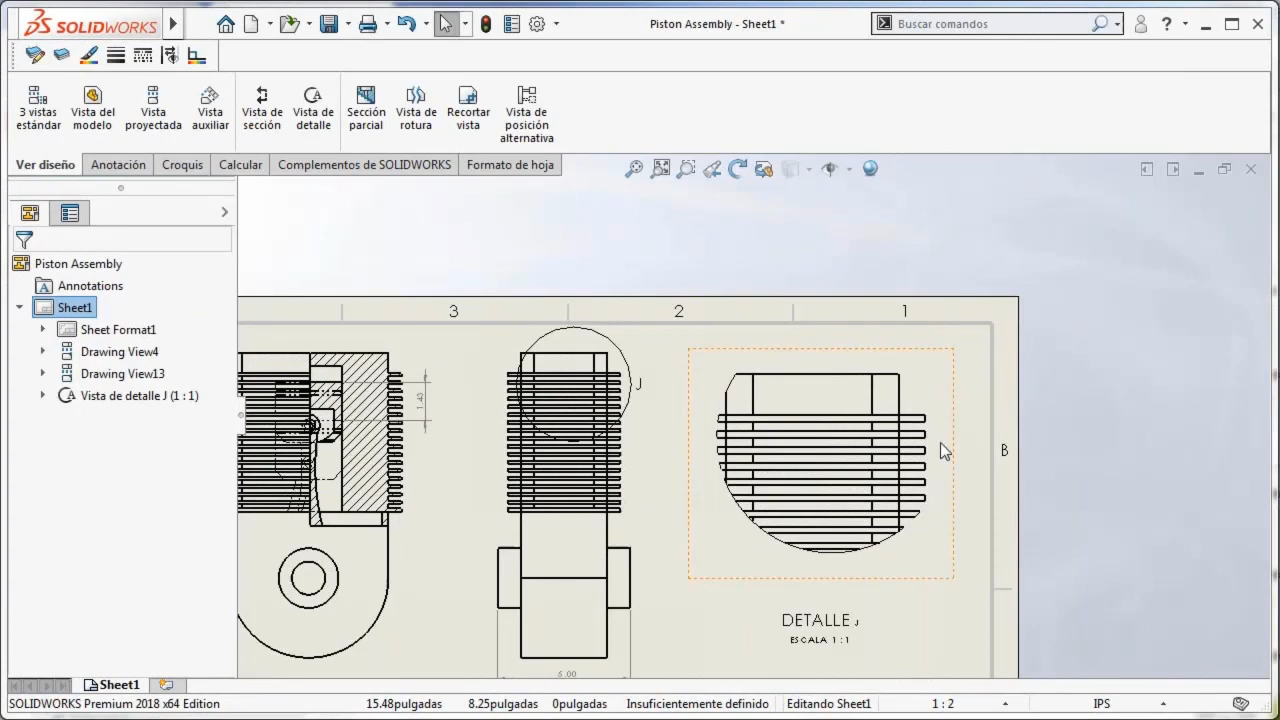 SOLIDWORKS
Piston Assembly - Sheet1 *
Buscar comandos
3 vistas estándar
Vista del modelo
Vista proyectada
Vista auxiliar
Vista de sección
Vista de detalle
Sección parcial
Vista de rotura
Recortar vista
Vista de posición alternativa
Ver diseño
Anotación
Croquis
Calcular
Complementos de SOLIDWORKS
Formato de hoja
Piston Assembly
Annotations
Sheet1
Sheet Format1
Drawing View4
Drawing View13
Vista de detalle J (1 : 1)
3
2
1
1.43
J
B
DETALLE J
ESCALA 1 : 1
6.00
Sheet1
SOLIDWORKS Premium 2018 x64 Edition
15.48pulgadas
8.25pulgadas
0pulgadas
Insuficientemente definido
Editando Sheet1
1 : 2
IPS